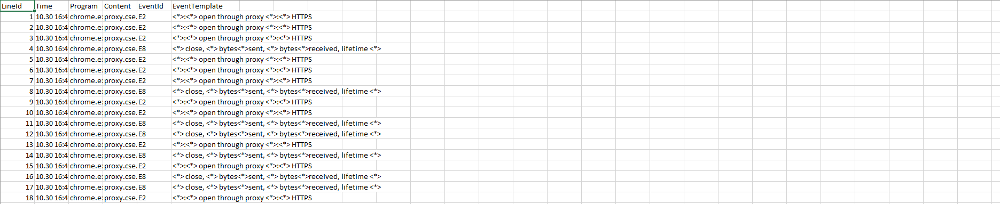 LineId Time Program Content EventId EventTemplate
1 10.30 16:4 chrome.e: proxy.cse. E2 <*>:<*> open through proxy <*>:<*> HTTPS
2 10.30 16:4 chrome.e: proxy.cse. E2 <*>:<*> open through proxy <*>:<*> HTTPS
3 10.30 16:4 chrome.e: proxy.cse. E2 <*>:<*> open through proxy <*>:<*> HTTPS
4 10.30 16:4 chrome.e: proxy.cse. E8 <*> close, <*> bytes<*>sent, <*> bytes<*>received, lifetime <*>
5 10.30 16:4 chrome.e: proxy.cse. E2 <*>:<*> open through proxy <*>:<*> HTTPS
6 10.30 16:4 chrome.e: proxy.cse. E2 <*>:<*> open through proxy <*>:<*> HTTPS
7 10.30 16:4 chrome.e: proxy.cse. E2 <*>:<*> open through proxy <*>:<*> HTTPS
8 10.30 16:4 chrome.e: proxy.cse. E8 <*> close, <*> bytes<*>sent, <*> bytes<*>received, lifetime <*>
9 10.30 16:4 chrome.e: proxy.cse. E2 <*>:<*> open through proxy <*>:<*> HTTPS
10 10.30 16:4 chrome.e: proxy.cse. E2 <*>:<*> open through proxy <*>:<*> HTTPS
11 10.30 16:4 chrome.e: proxy.cse. E8 <*> close, <*> bytes<*>sent, <*> bytes<*>received, lifetime <*>
12 10.30 16:4 chrome.e: proxy.cse. E8 <*> close, <*> bytes<*>sent, <*> bytes<*>received, lifetime <*>
13 10.30 16:4 chrome.e: proxy.cse. E2 <*>:<*> open through proxy <*>:<*> HTTPS
14 10.30 16:4 chrome.e: proxy.cse. E8 <*> close, <*> bytes<*>sent, <*> bytes<*>received, lifetime <*>
15 10.30 16:4 chrome.e: proxy.cse. E2 <*>:<*> open through proxy <*>:<*> HTTPS
16 10.30 16:4 chrome.e: proxy.cse. E8 <*> close, <*> bytes<*>sent, <*> bytes<*>received, lifetime <*>
17 10.30 16:4 chrome.e: proxy.cse. E8 <*> close, <*> bytes<*>sent, <*> bytes<*>received, lifetime <*>
18 10.30 16:4 chrome.e: proxy.cse. E2 <*>:<*> open through proxy <*>:<*> HTTPS